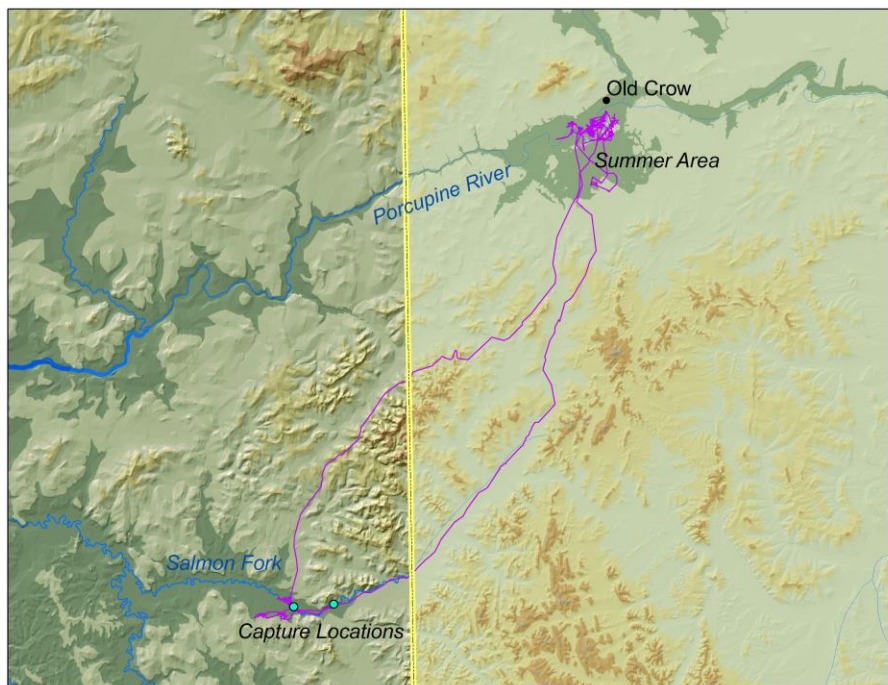 Old Crow
Summer Area
Porcupine River
Salmon Fork
Capture Locations